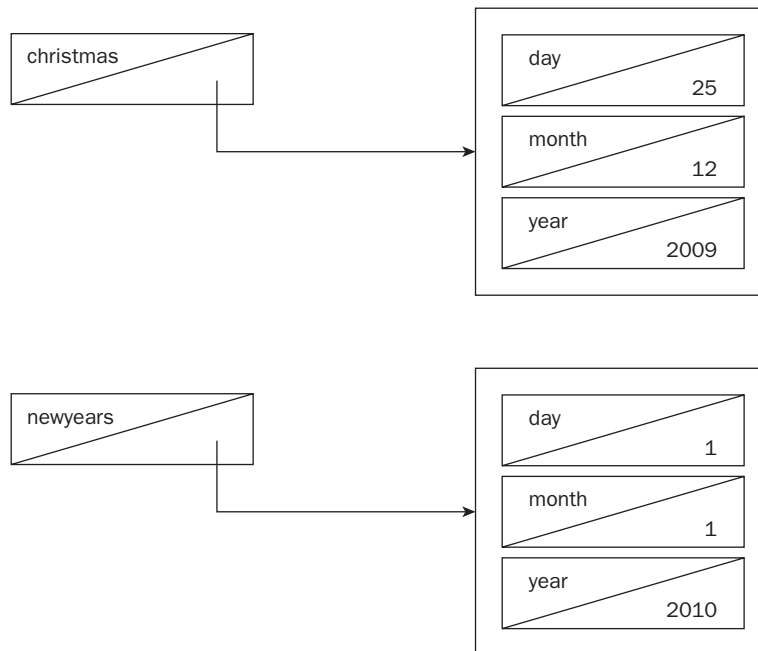 christmas
day
25
month
12
year
2009
newyears
day
1
month
1
year
2010